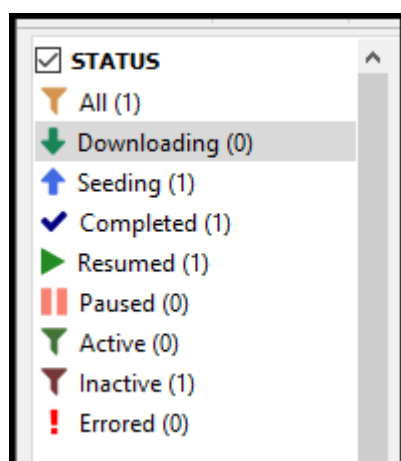 STATUS
All (1)
Downloading (0)
Seeding (1)
Completed (1)
Resumed (1)
Paused (0)
Active (0)
Inactive (1)
Errored (0)